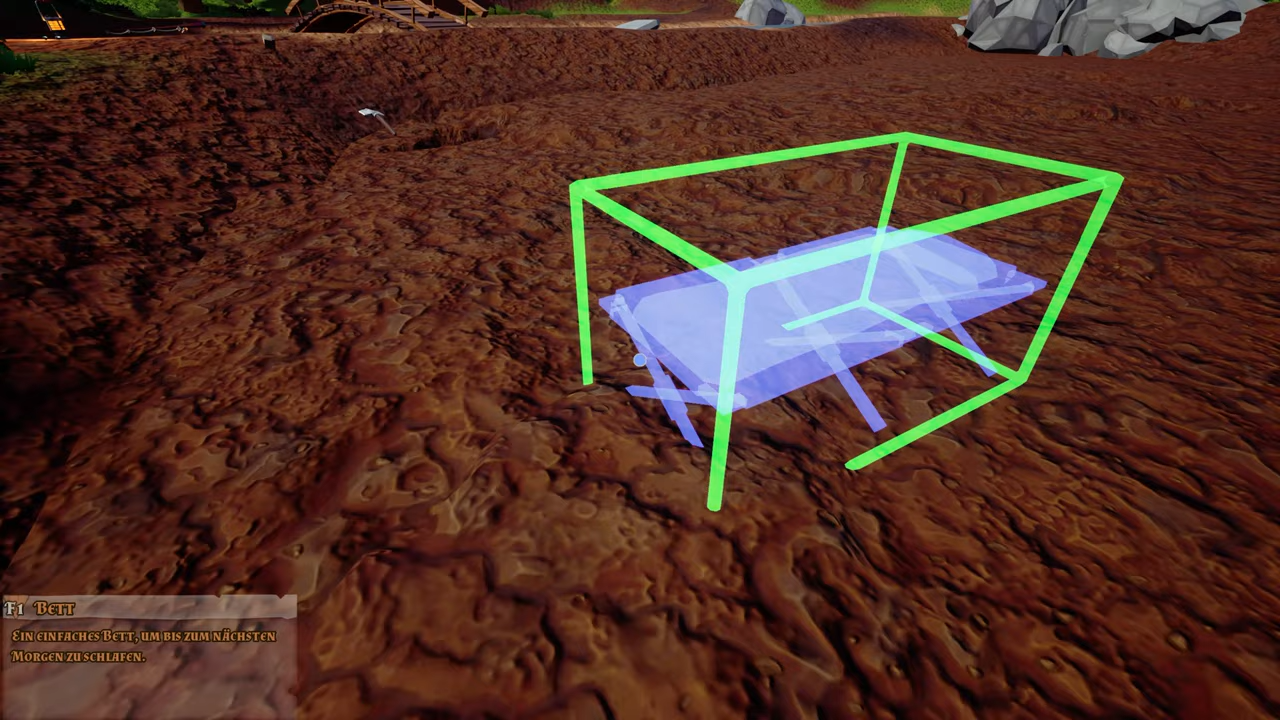 F1 Bett
Ein einfaches Bett, um bis zum nächsten
Morgen zu schlafen.